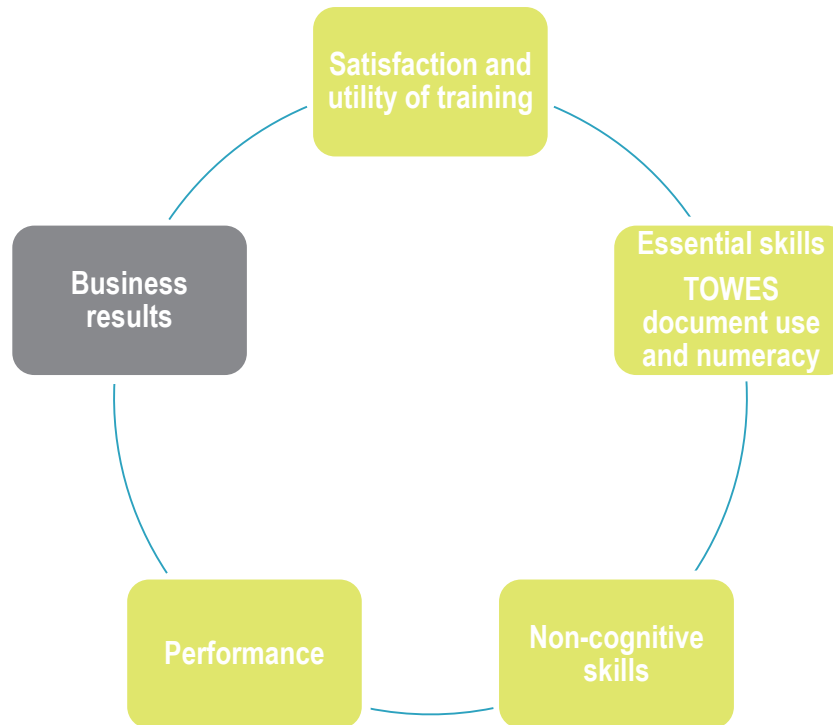 Satisfaction and
utility of training
Essential skills
TOWES
document use
and numeracy
Non-cognitive
skills
Performance
Business
results